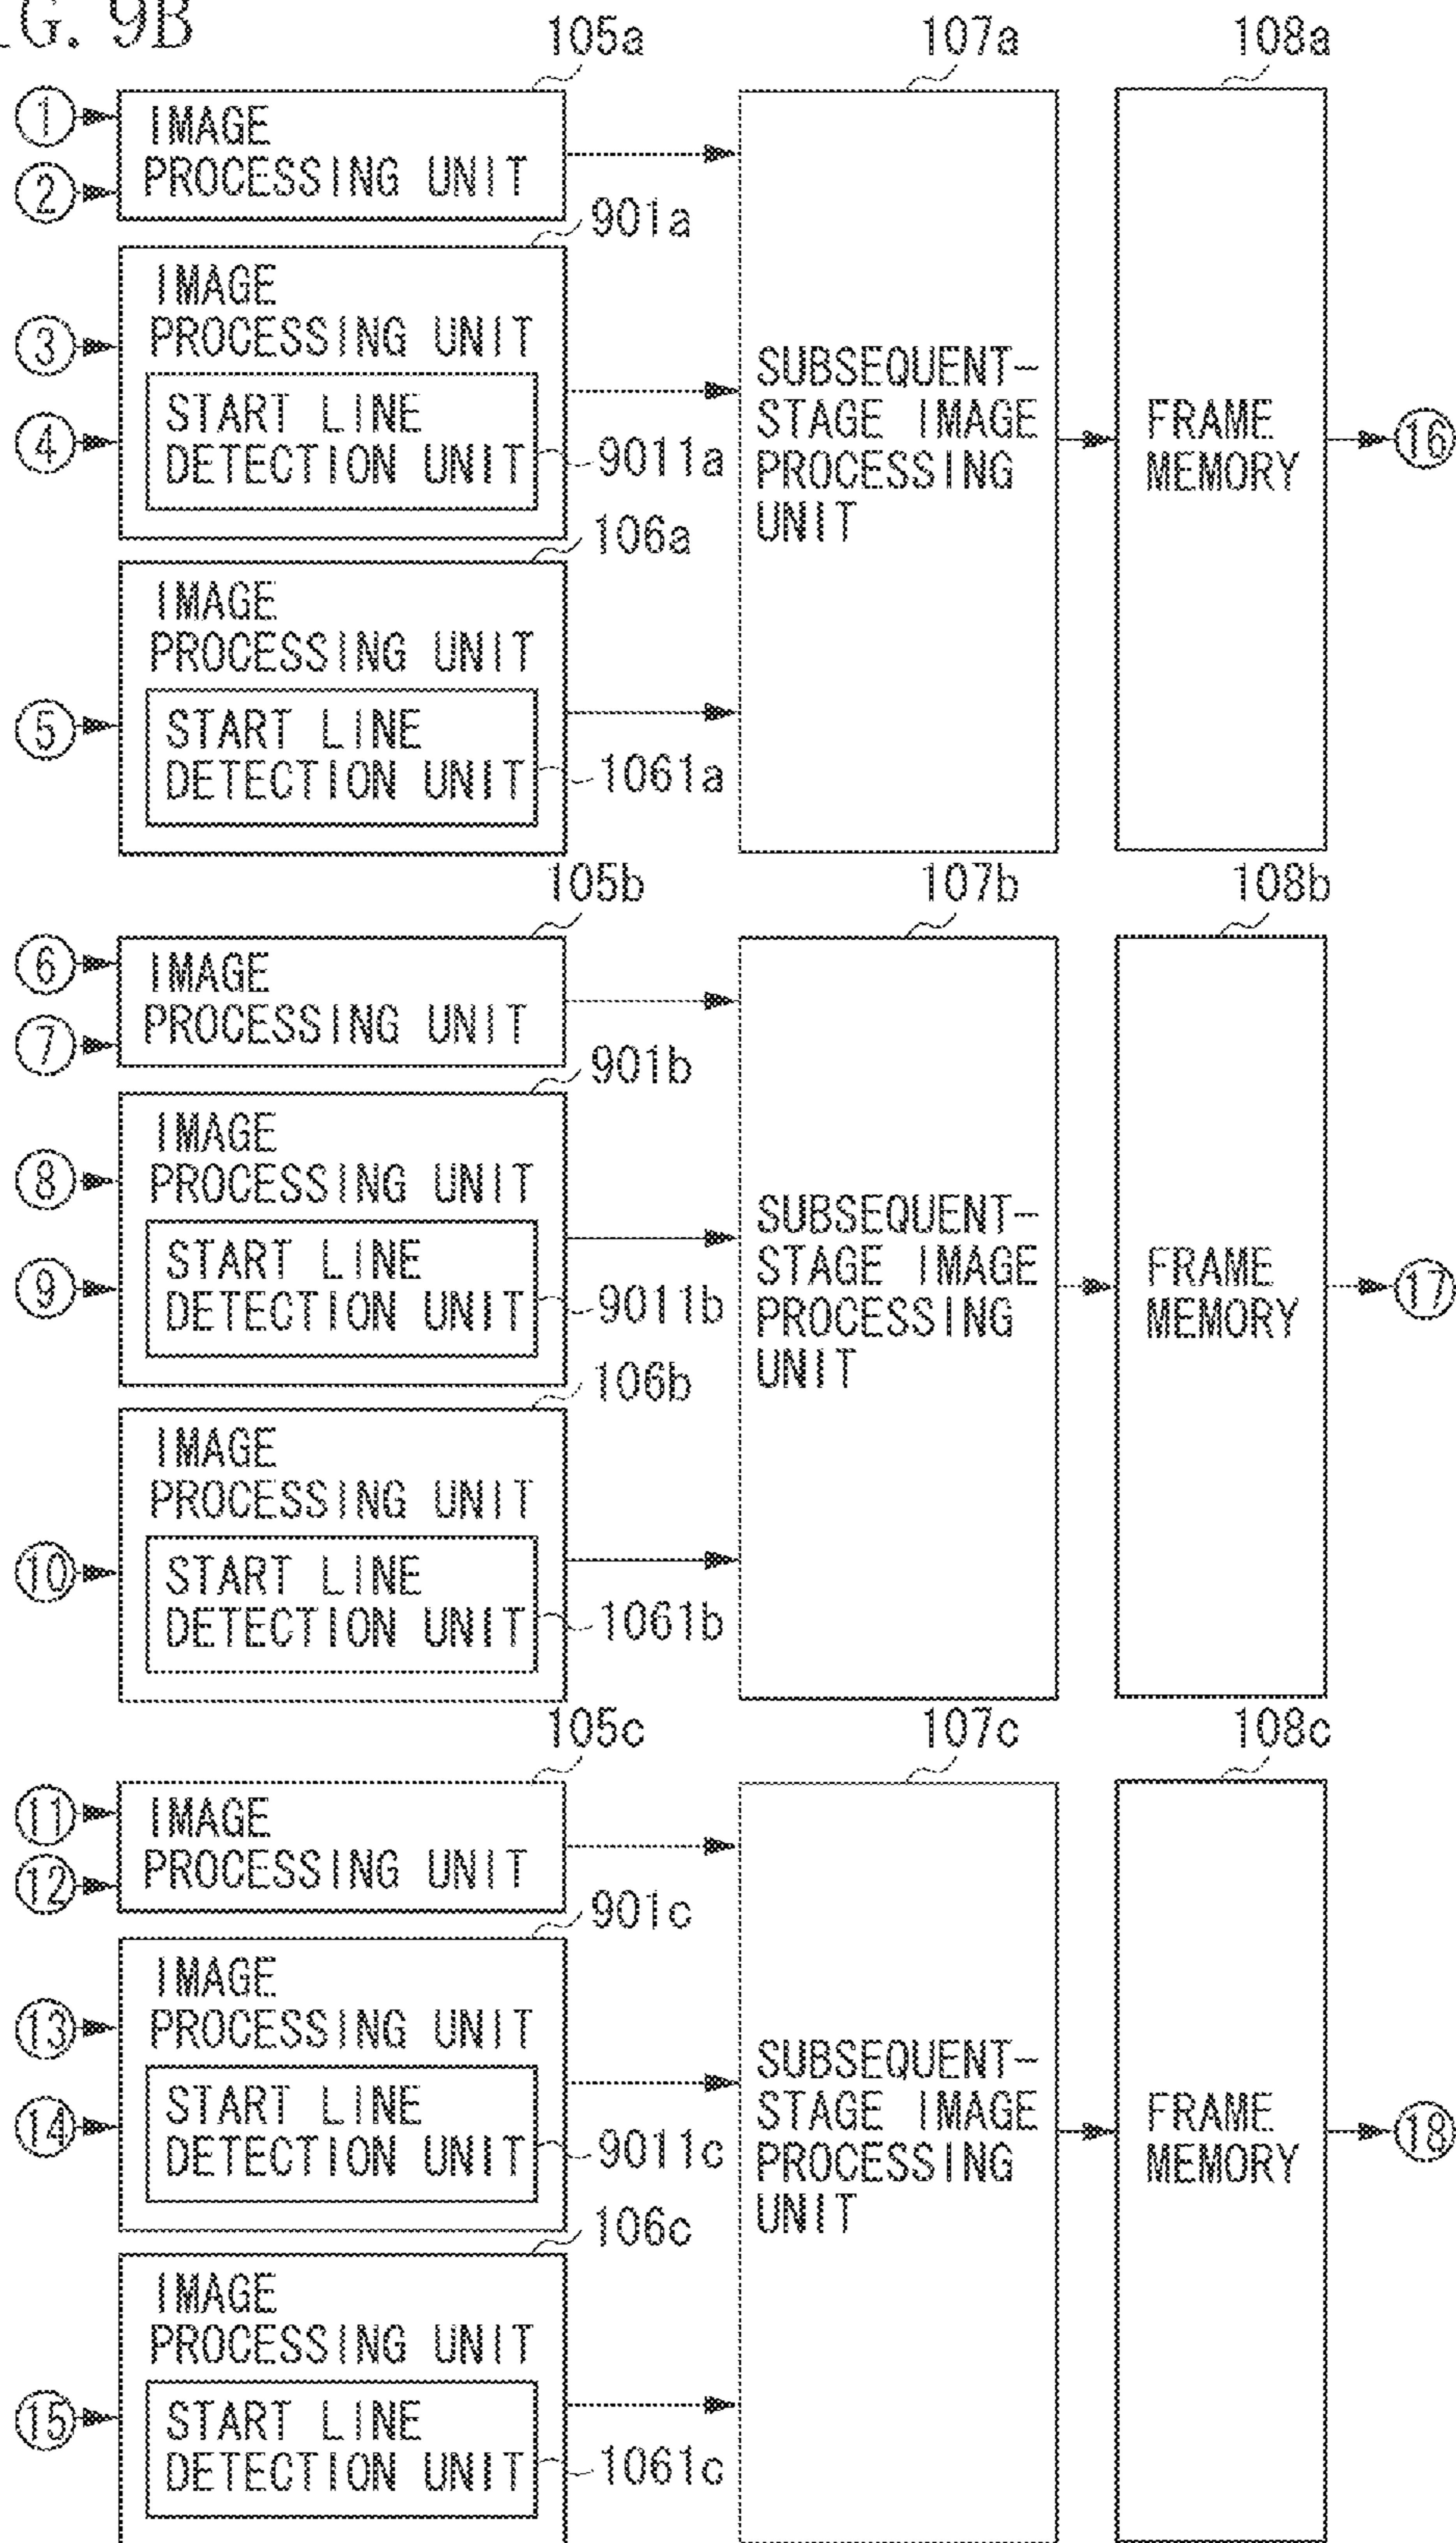 G. 9B
105a 107a 108a
① IMAGE
② PROCESSING UNIT
901a
IMAGE
③ PROCESSING UNIT
④ START LINE
DETECTION UNIT
9011a
106a
IMAGE
PROCESSING UNIT
⑤ START LINE
DETECTION UNIT
1061a
SUBSEQUENT-
STAGE IMAGE
PROCESSING
UNIT
FRAME
MEMORY
⑯
105b 107b 108b
⑥ IMAGE
⑦ PROCESSING UNIT
901b
IMAGE
⑧ PROCESSING UNIT
⑨ START LINE
DETECTION UNIT
9011b
106b
IMAGE
PROCESSING UNIT
⑩ START LINE
DETECTION UNIT
1061b
SUBSEQUENT-
STAGE IMAGE
PROCESSING
UNIT
FRAME
MEMORY
⑰
105c 107c 108c
⑪ IMAGE
⑫ PROCESSING UNIT
901c
IMAGE
⑬ PROCESSING UNIT
⑭ START LINE
DETECTION UNIT
9011c
106c
IMAGE
PROCESSING UNIT
⑮ START LINE
DETECTION UNIT
1061c
SUBSEQUENT-
STAGE IMAGE
PROCESSING
UNIT
FRAME
MEMORY
⑱